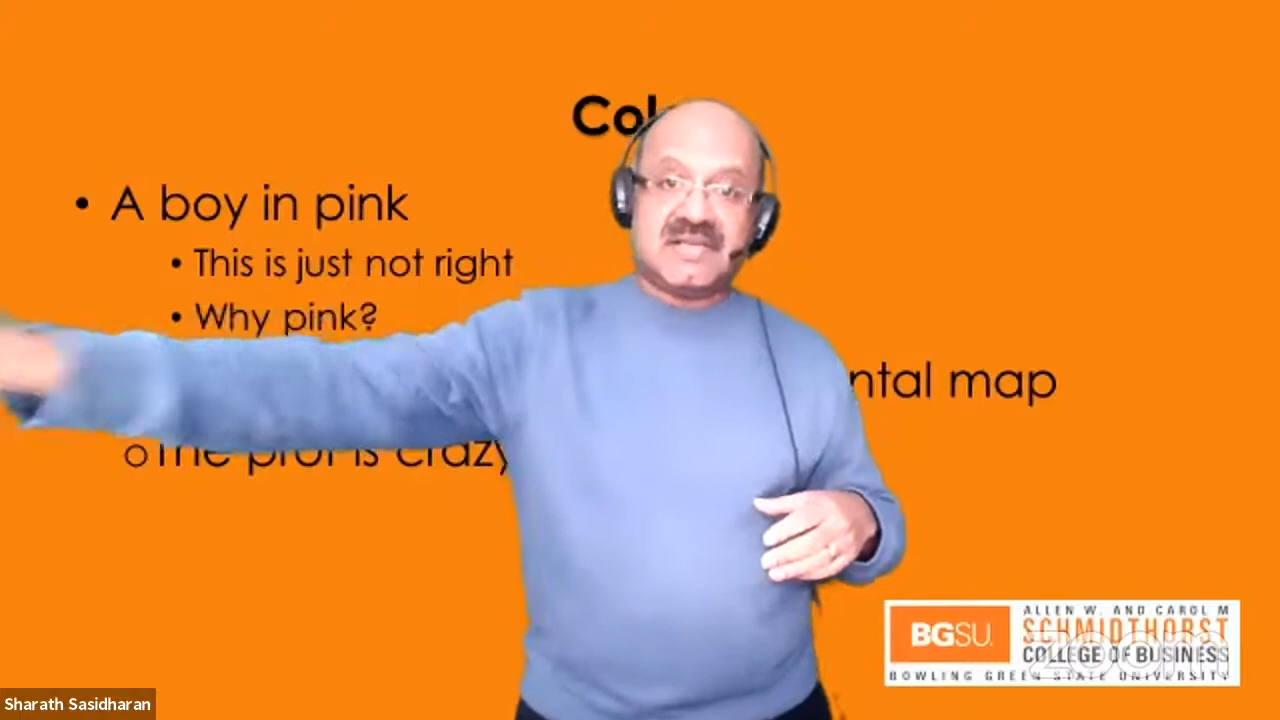 Col
• A boy in pink
• This is just not right
• Why pink?
ntal map
o The prof is crazy
BGSU.
ALLEN W. AND CAROL M
SCHMIDTHORST
COLLEGE OF BUSINESS
BOWLING GREEN STATE UNIVERSITY
zoom
Sharath Sasidharan